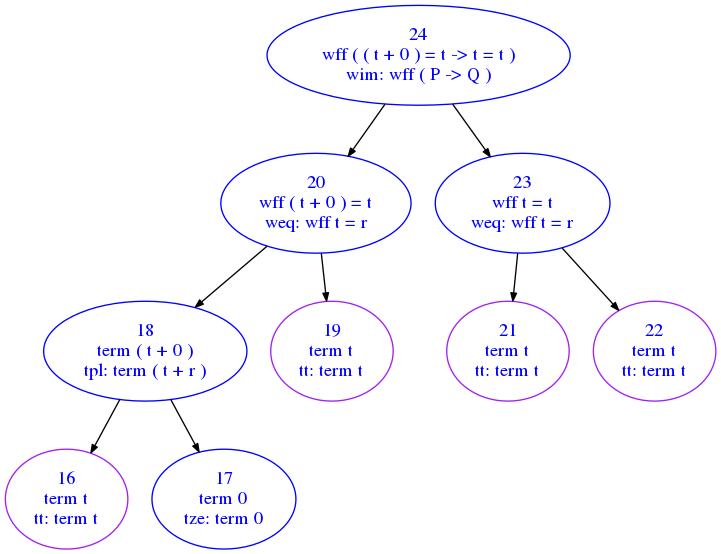 24
wff ( ( t + 0 ) = t -> t = t )
wim: wff ( P -> Q )
20
wff ( t + 0 ) = t
weq: wff t = r
23
wff t = t
weq: wff t = r
18
term ( t + 0 )
tpl: term ( t + r )
19
term t
tt: term t
21
term t
tt: term t
22
term t
tt: term t
16
term t
tt: term t
17
term 0
tze: term 0